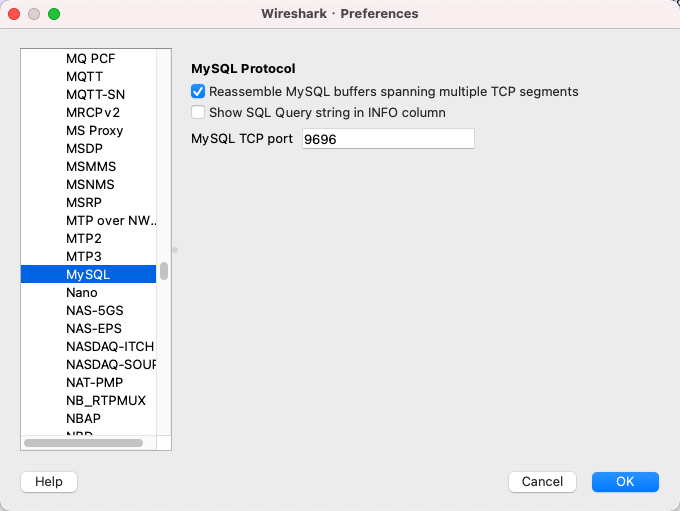 Wireshark · Preferences
MQ PCF
MQTT
MQTT-SN
MRCPv2
MS Proxy
MSDP
MSMMS
MSNMS
MSRP
MTP over NW..
MTP2
MTP3
MySQL
Nano
NAS-5GS
NAS-EPS
NASDAQ-ITCH
NASDAQ-SOUP
NAT-PMP
NB_RTPMUX
NBAP
MySQL Protocol
Reassemble MySQL buffers spanning multiple TCP segments
Show SQL Query string in INFO column
MySQL TCP port 9696
Help
Cancel
OK